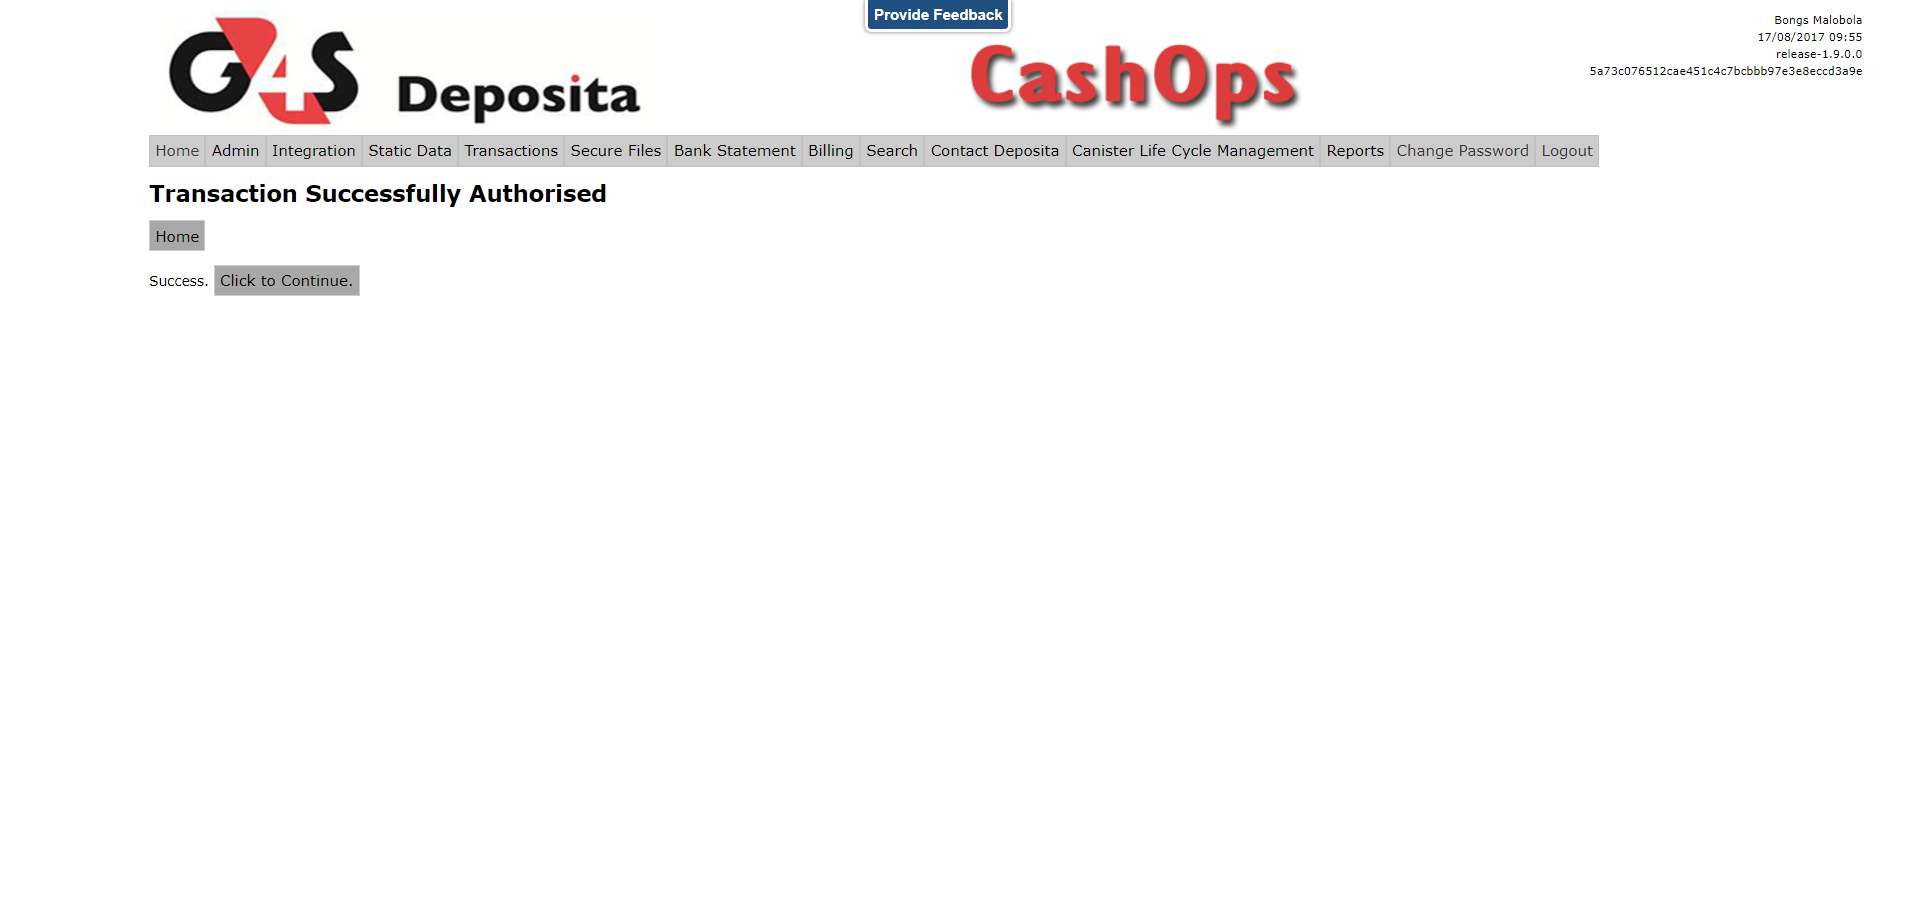 Provide Feedback
G4S Deposita
CashOps
Bongs Malobola
17/08/2017 09:55
release-1.9.0.0
5a73c076512cae451c4c7bcbbb97e3e8eccd3a9e
Home Admin Integration Static Data Transactions Secure Files Bank Statement Billing Search Contact Deposita Canister Life Cycle Management Reports Change Password Logout
Transaction Successfully Authorised
Home
Success. Click to Continue.